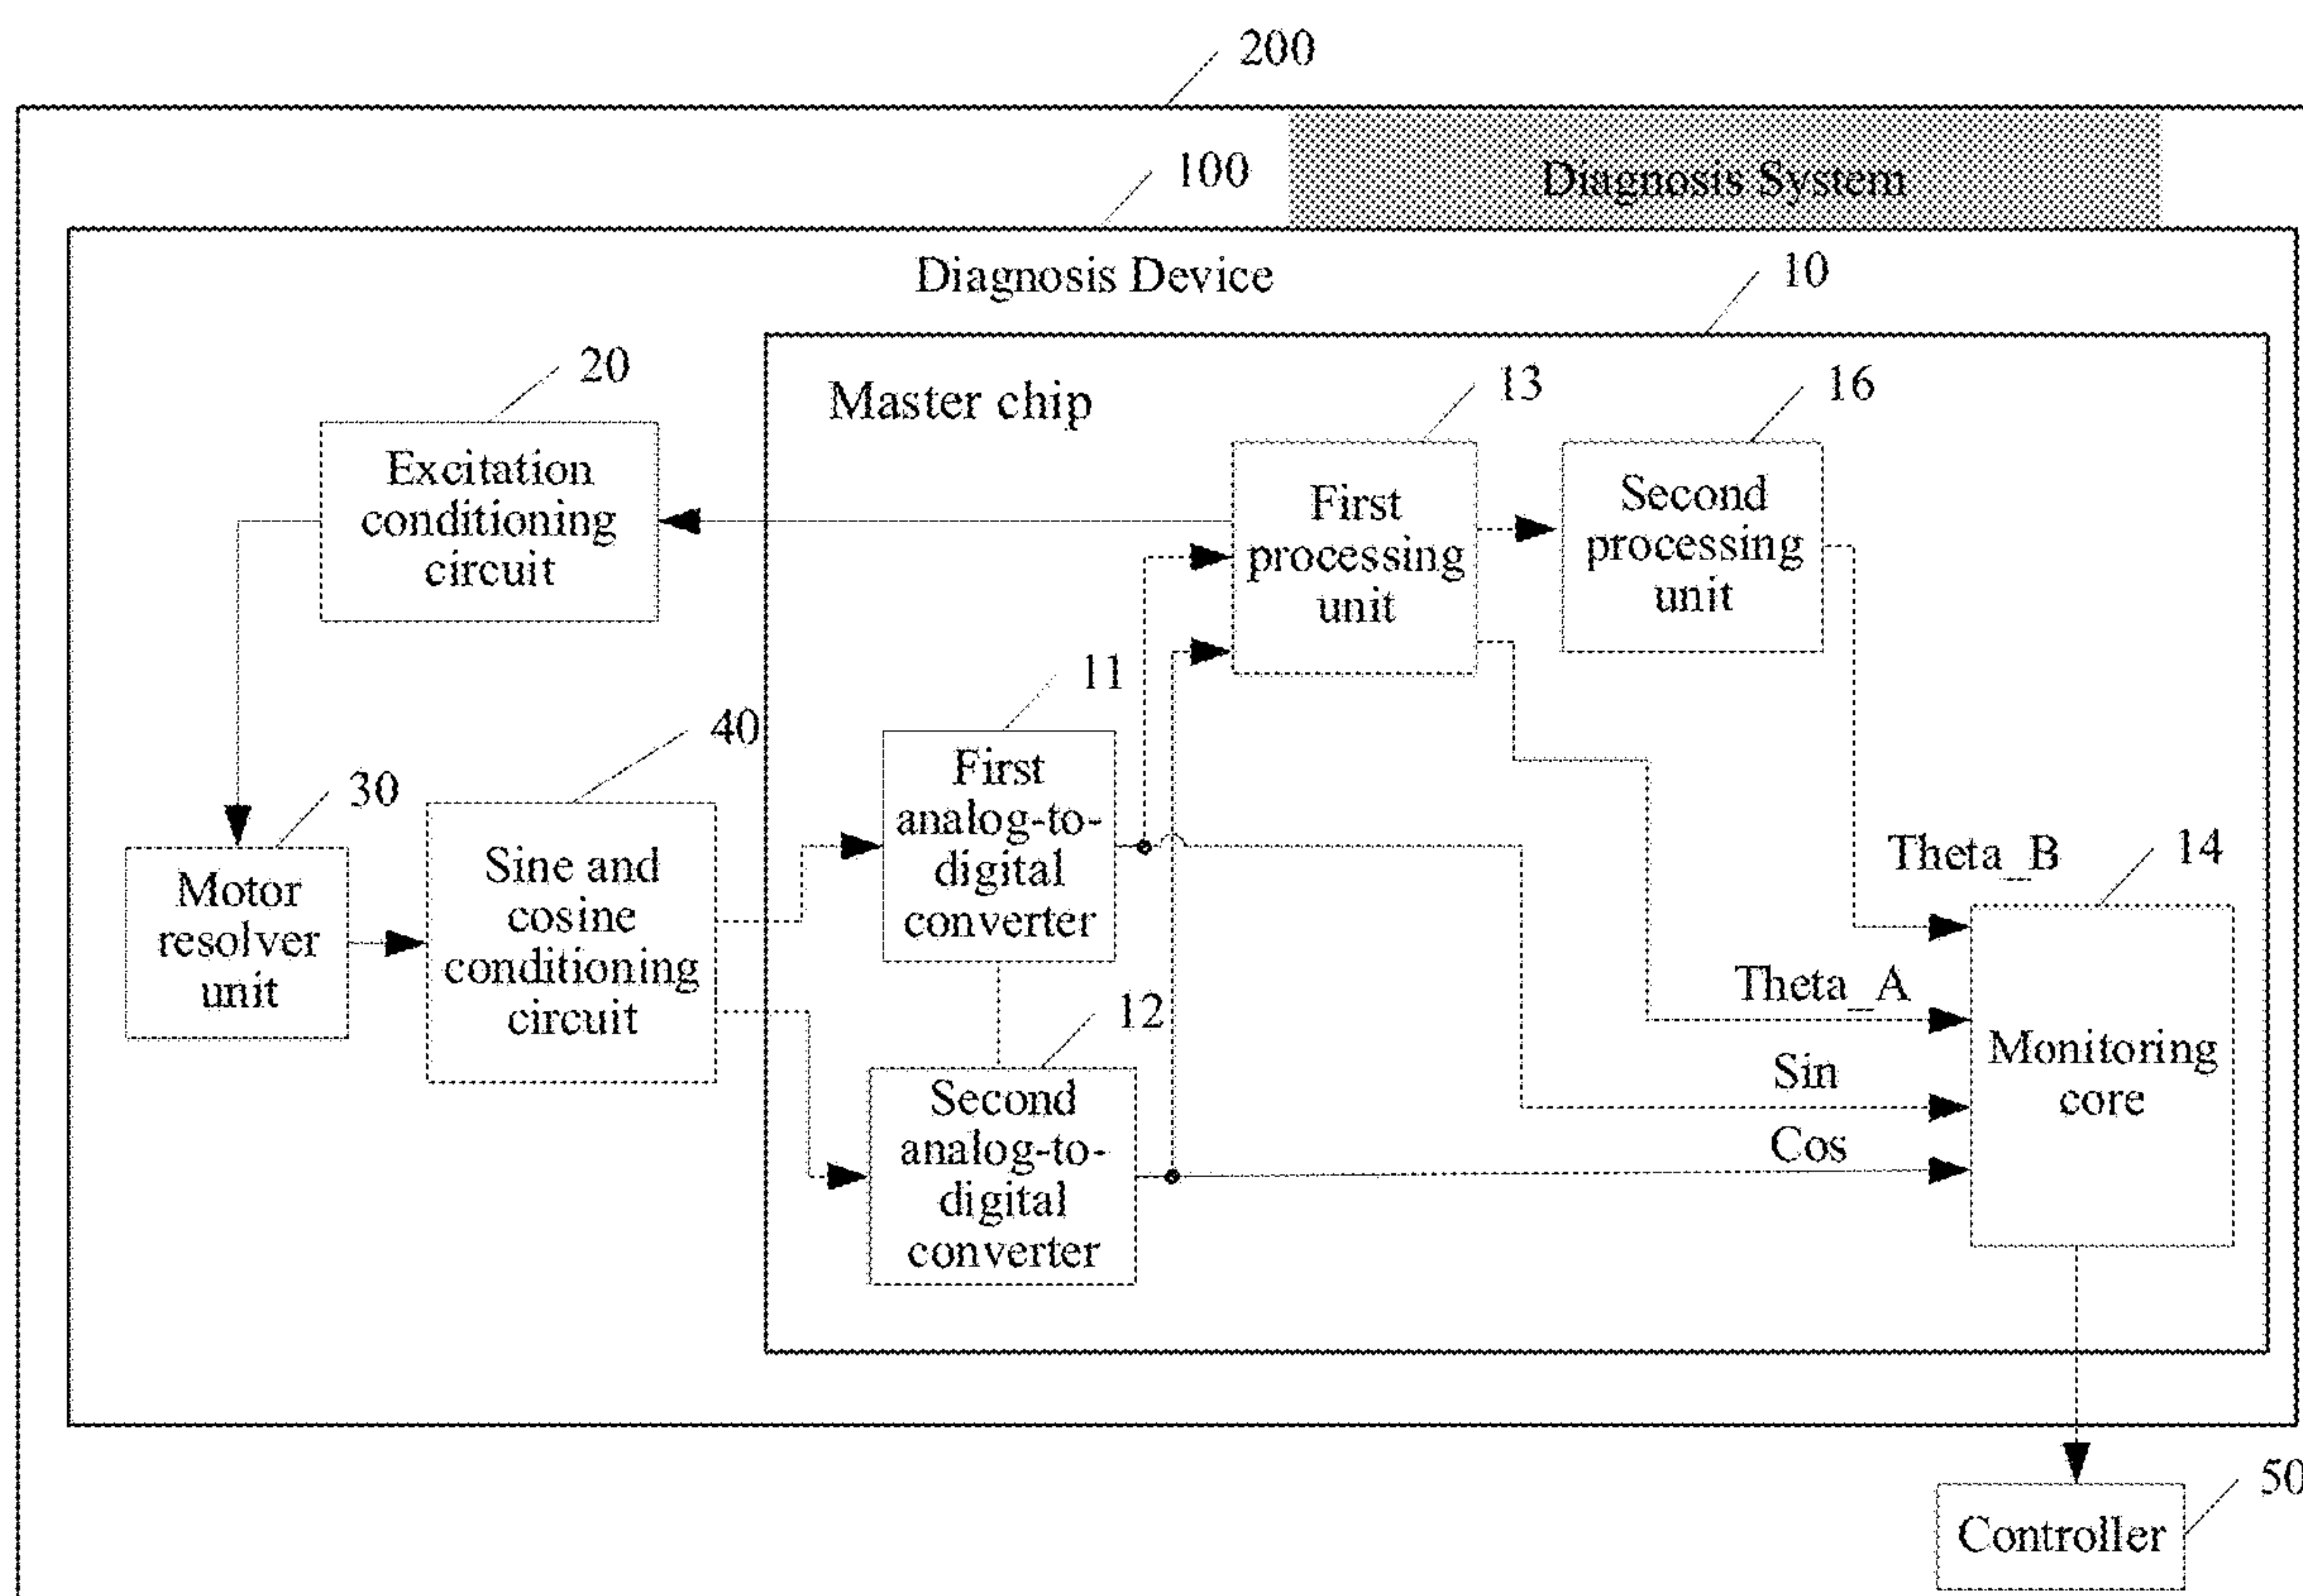 200
100
Diagnosis System
Diagnosis Device
10
20
Master chip
13
16
Excitation
conditioning
circuit
First
processing
unit
Second
processing
unit
11
40
30
First
analog-to-
digital
converter
Motor
resolver
unit
Sine and
cosine
conditioning
circuit
Theta_B
14
Theta_A
12
Sin
Cos
Monitoring
core
Second
analog-to-
digital
converter
50
Controller